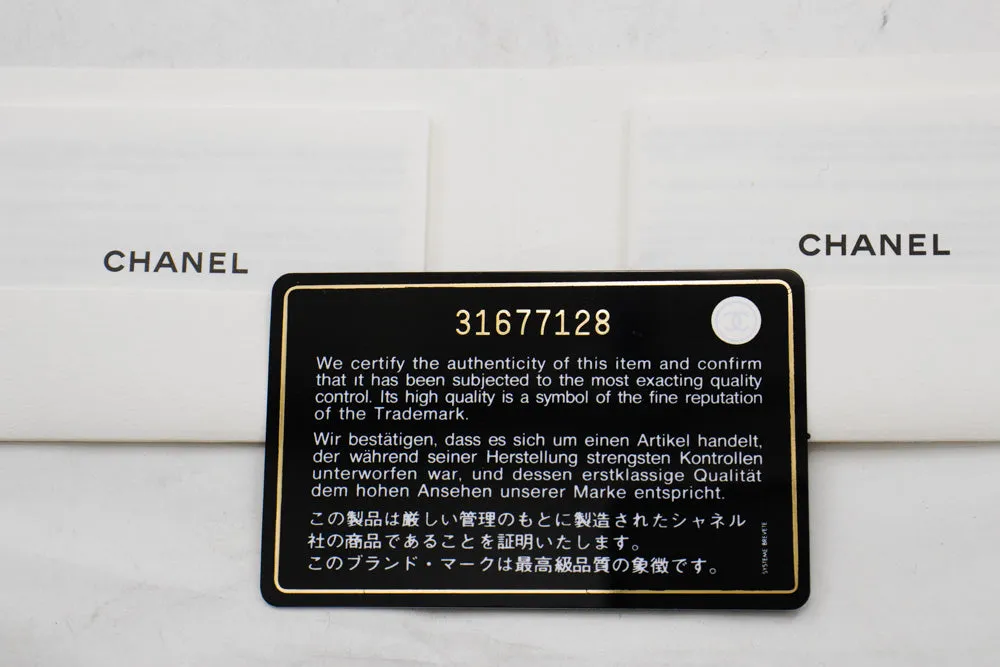 CHANEL
CHANEL
31677128
We certify the authenticity of this item and confirm
that it has been subjected to the most exacting quality
control. Its high quality is a symbol of the fine reputation
of the Trademark.
Wir bestätigen, dass es sich um einen Artikel handelt,
der während seiner Herstellung strengsten Kontrollen
unterworfen war, und dessen erstklassige Qualität
dem hohen Ansehen unserer Marke entspricht.
この製品は厳しい管理のもとに製造されたシャネル
社の商品であることを証明いたします。
このブランド・マークは最高級品質の象徴です。
SYSTEME BREVETE